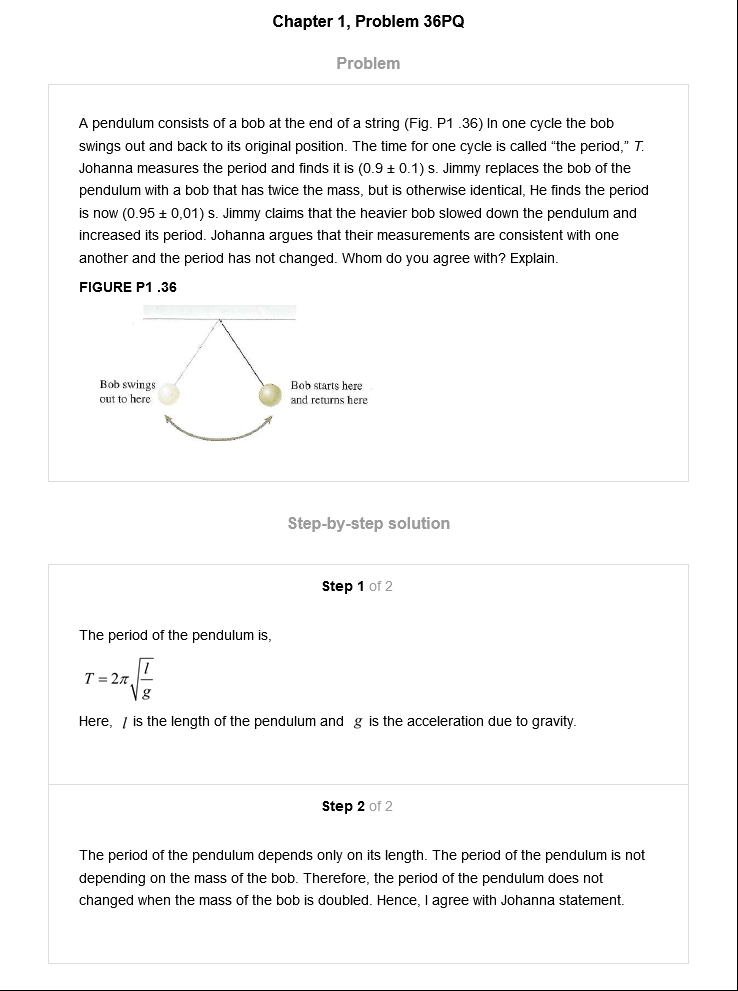 Chapter 1, Problem 36PQ
Problem
A pendulum consists of a bob at the end of a string (Fig. P1 .36) In one cycle the bob
swings out and back to its original position. The time for one cycle is called “the period,” T.
Johanna measures the period and finds it is (0.9 ± 0.1) s. Jimmy replaces the bob of the
pendulum with a bob that has twice the mass, but is otherwise identical, He finds the period
is now (0.95 ± 0,01) s. Jimmy claims that the heavier bob slowed down the pendulum and
increased its period. Johanna argues that their measurements are consistent with one
another and the period has not changed. Whom do you agree with? Explain.
FIGURE P1 .36
Bob swings
out to here
Bob starts here
and returns here
Step-by-step solution
Step 1 of 2
The period of the pendulum is,
T = 2π√(l/g)
Here, l is the length of the pendulum and g is the acceleration due to gravity.
Step 2 of 2
The period of the pendulum depends only on its length. The period of the pendulum is not
depending on the mass of the bob. Therefore, the period of the pendulum does not
changed when the mass of the bob is doubled. Hence, I agree with Johanna statement.